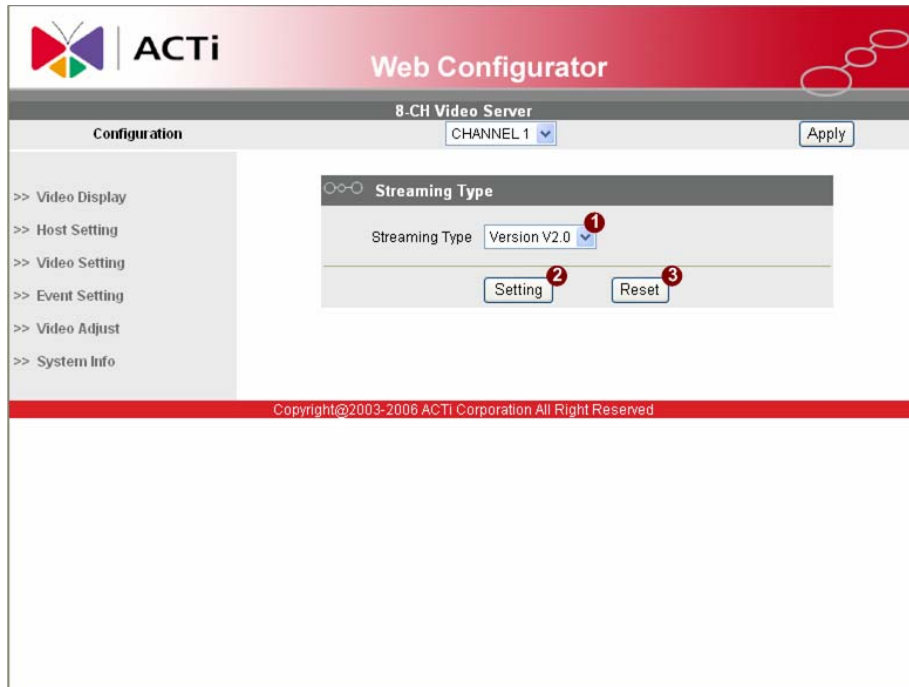 ACTi
Web Configurator
8-CH Video Server
Configuration
CHANNEL 1
Apply
>> Video Display
>> Host Setting
>> Video Setting
>> Event Setting
>> Video Adjust
>> System Info
Streaming Type
Streaming Type Version V2.0 1
Setting 2 Reset 3
Copyright@2003-2006 ACTi Corporation All Right Reserved